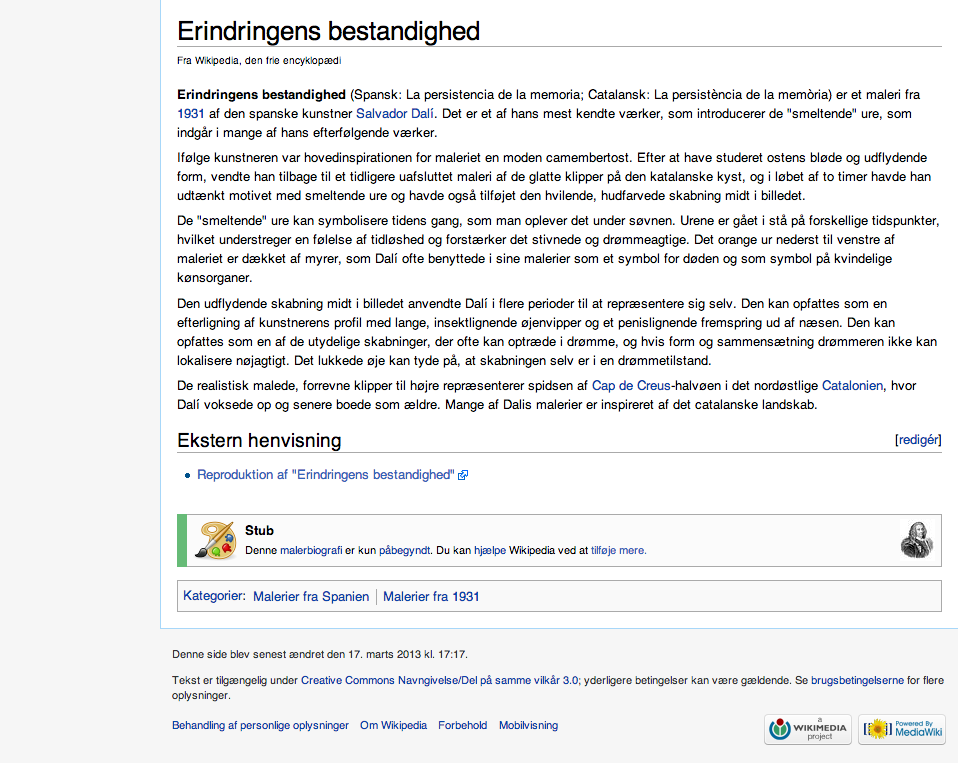 Erindringens bestandighed
Fra Wikipedia, den frie encyklopædi
Erindringens bestandighed (Spansk: La persistencia de la memoria; Catalansk: La persistència de la memòria) er et maleri fra
1931 af den spanske kunstner Salvador Dalí. Det er et af hans mest kendte værker, som introducerer de "smeltende" ure, som
indgår i mange af hans efterfølgende værker.
Ifølge kunstneren var hovedinspirationen for maleriet en moden camembertost. Efter at have studeret ostens bløde og udflydende
form, vendte han tilbage til et tidligere uafsluttet maleri af de glatte klipper på den katalanske kyst, og i løbet af to timer havde han
udtænkt motivet med smeltende ure og havde også tilføjet den hvilende, hudfarvede skabning midt i billedet.
De "smeltende" ure kan symbolisere tidens gang, som man oplever det under søvnen. Urene er gået i stå på forskellige tidspunkter,
hvilket understreger en følelse af tidløshed og forstærker det stivnede og drømmeagtige. Det orange ur nederst til venstre af
maleriet er dækket af myrer, som Dalí ofte benyttede i sine malerier som et symbol for døden og som symbol på kvindelige
kønsorganer.
Den udflydende skabning midt i billedet anvendte Dalí i flere perioder til at repræsentere sig selv. Den kan opfattes som en
efterligning af kunstnerens profil med lange, insektlignende øjenvipper og et penislignende fremspring ud af næsen. Den kan
opfattes som en af de utydelige skabninger, der ofte kan optræde i drømme, og hvis form og sammensætning drømmeren ikke kan
lokalisere nøjagtigt. Det lukkede øje kan tyde på, at skabningen selv er i en drømmetilstand.
De realistisk malede, forrevne klipper til højre repræsenterer spidsen af Cap de Creus-halvøen i det nordøstlige Catalonien, hvor
Dalí voksede op og senere boede som ældre. Mange af Dalis malerier er inspireret af det catalanske landskab.
Ekstern henvisning [redigér]
Reproduktion af "Erindringens bestandighed"
Stub
Denne malerbiografi er kun påbegyndt. Du kan hjælpe Wikipedia ved at tilføje mere.
Kategorier: Malerier fra Spanien | Malerier fra 1931
Denne side blev senest ændret den 17. marts 2013 kl. 17:17.
Tekst er tilgængelig under Creative Commons Navngivelse/Del på samme vilkår 3.0; yderligere betingelser kan være gældende. Se brugsbetingelserne for flere
oplysninger.
Behandling af personlige oplysninger Om Wikipedia Forbehold Mobilvisning
a
WIKIMEDIA
project
Powered By
MediaWiki